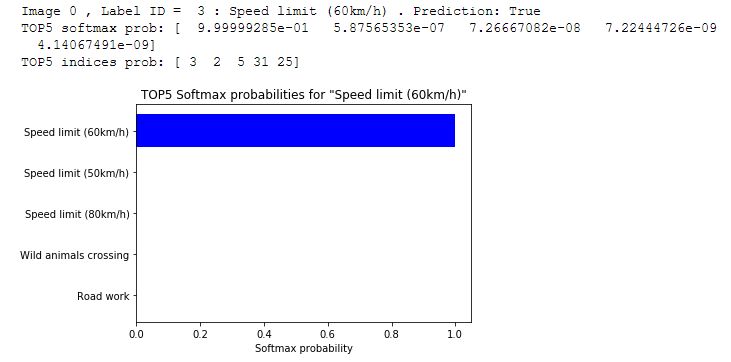 Image 0 , Label ID =  3 : Speed limit (60km/h) . Prediction: True
TOP5 softmax prob: [  9.99999285e-01   5.87565353e-07   7.26667082e-08   7.22444726e-09
4.14067491e-09]
TOP5 indices prob: [ 3  2  5 31 25]
TOP5 Softmax probabilities for "Speed limit (60km/h)"
Speed limit (60km/h)
Speed limit (50km/h)
Speed limit (80km/h)
Wild animals crossing
Road work
0.0 0.2 0.4 0.6 0.8 1.0
Softmax probability